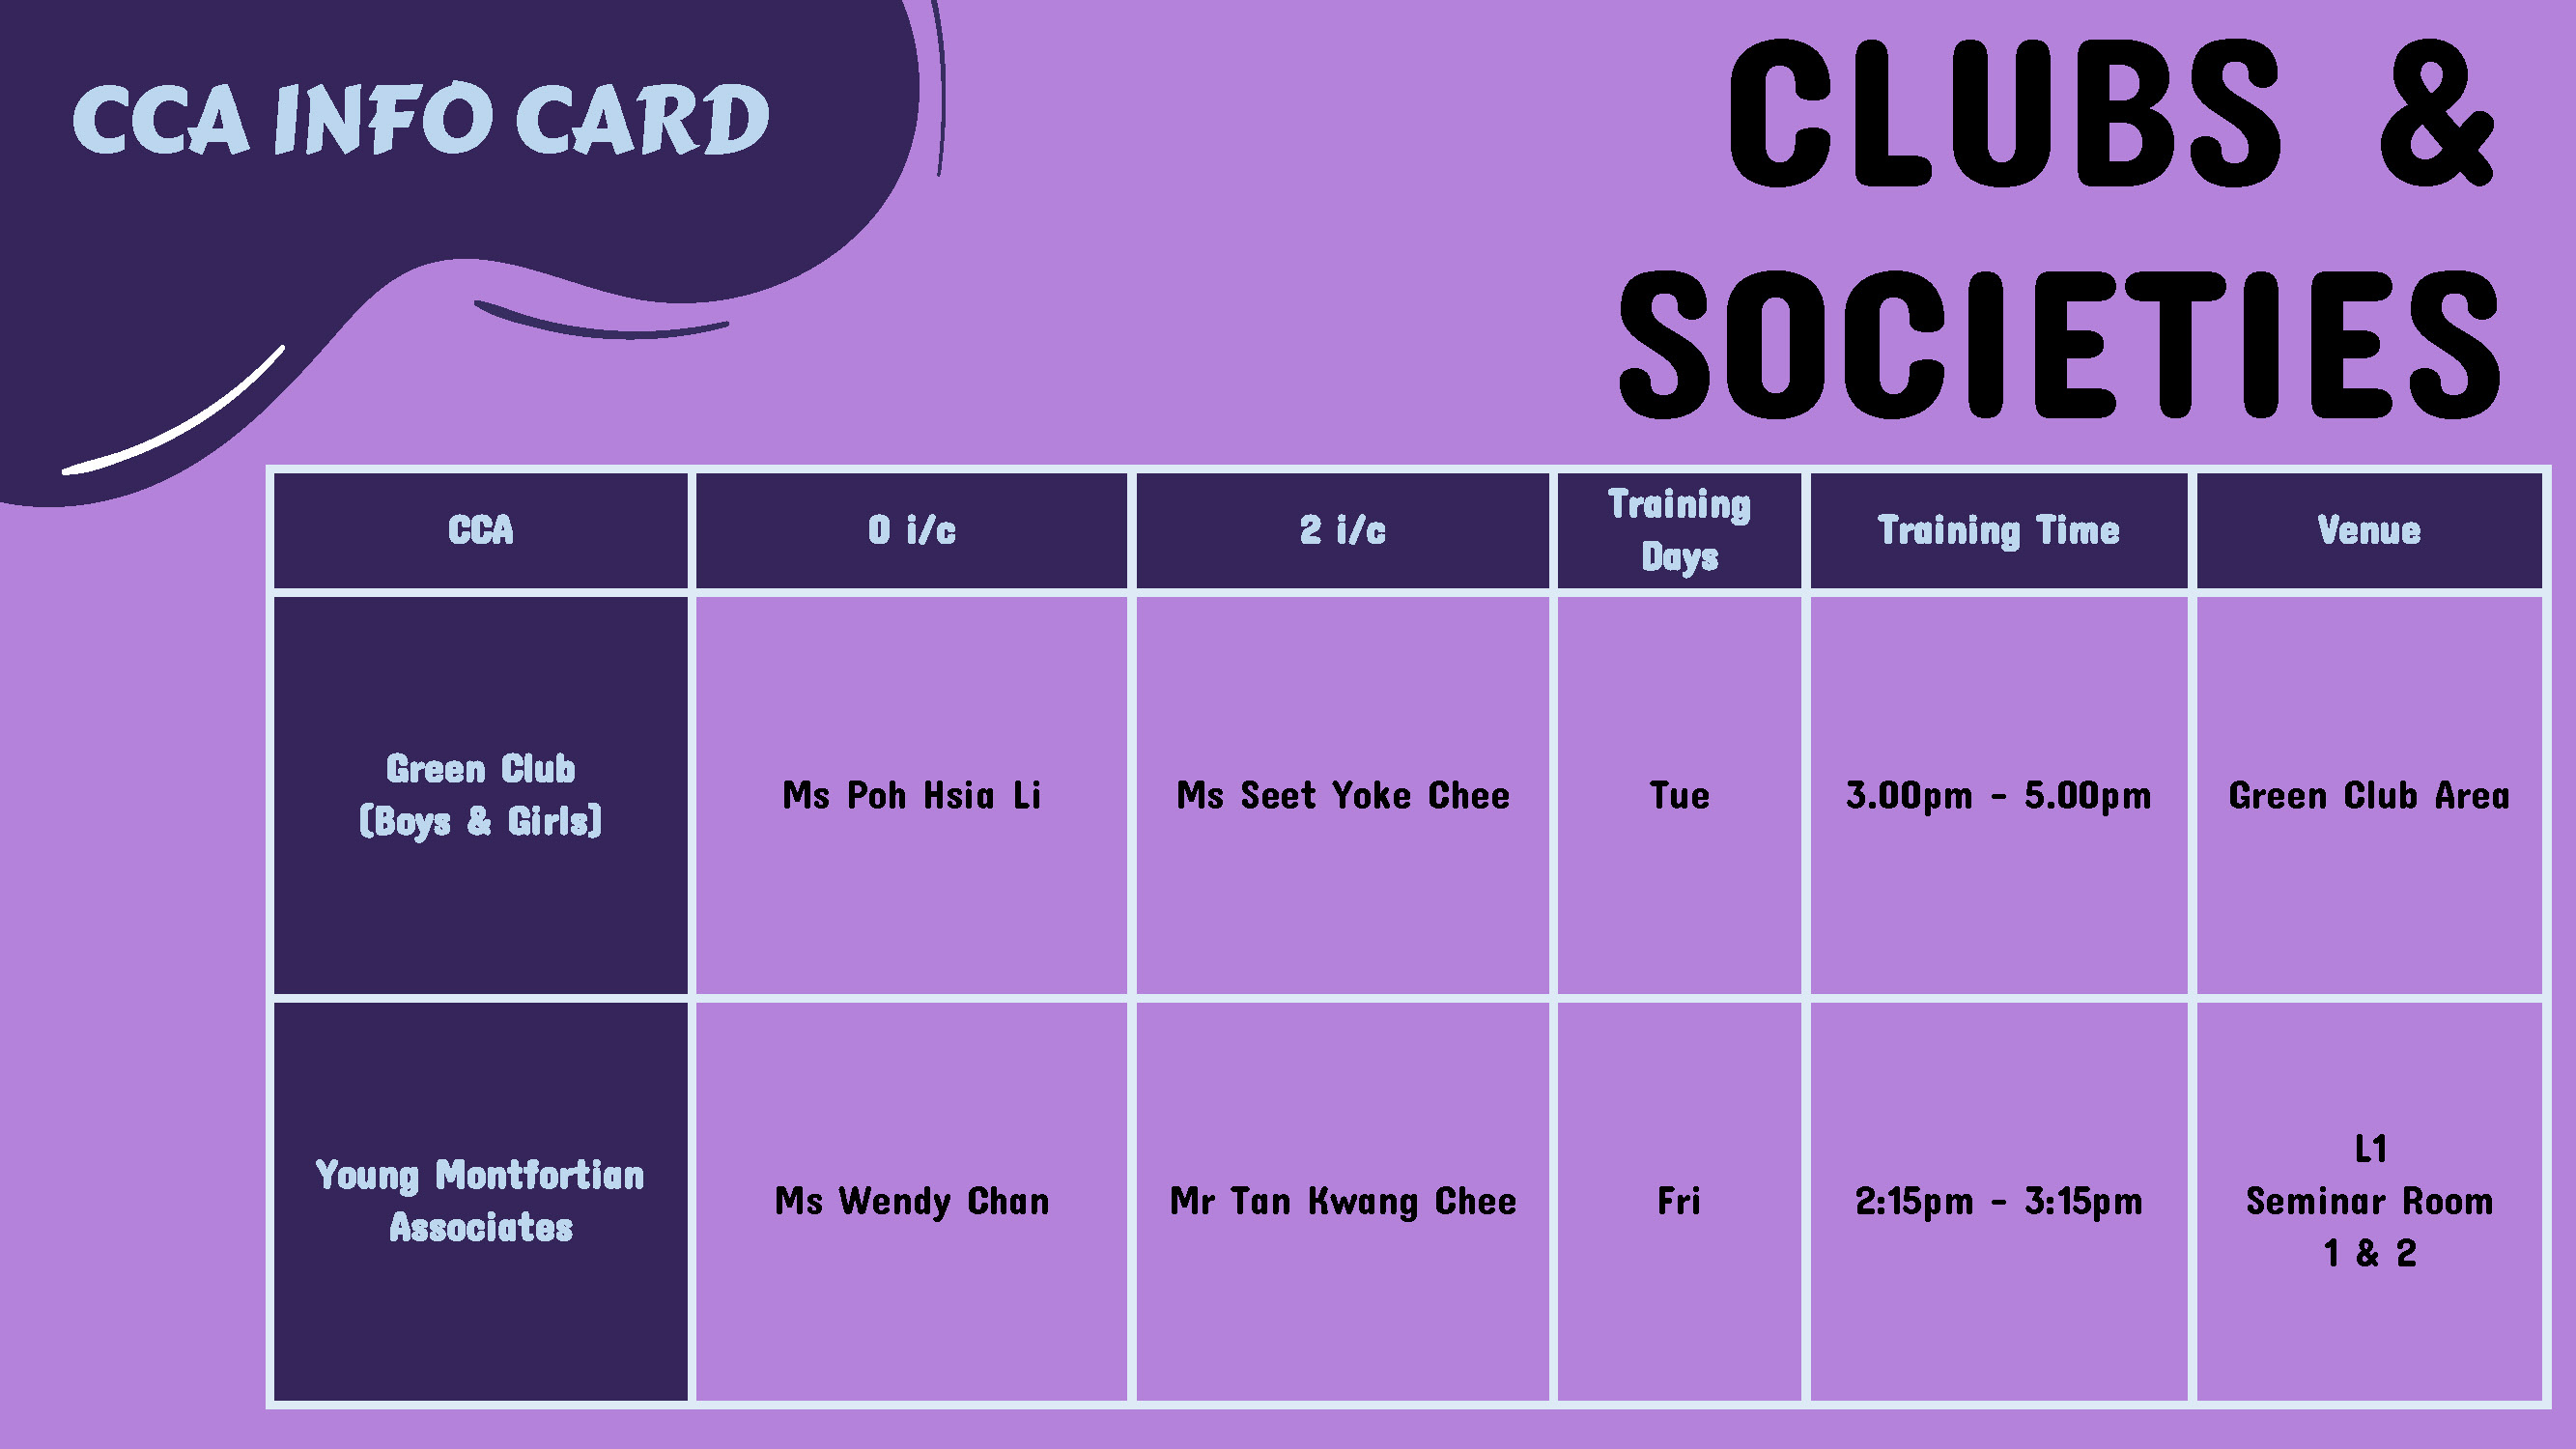 CCA INFO CARD
CLUBS &
SOCIETIES
CCA
O i/c
2 i/c
Training
Days
Training Time
Venue
Green Club
(Boys & Girls)
Ms Poh Hsia Li
Ms Seet Yoke Chee
Tue
3.00pm - 5.00pm
Green Club Area
Young Montfortian
Associates
Ms Wendy Chan
Mr Tan Kwang Chee
Fri
2:15pm - 3:15pm
L1
Seminar Room
1 & 2